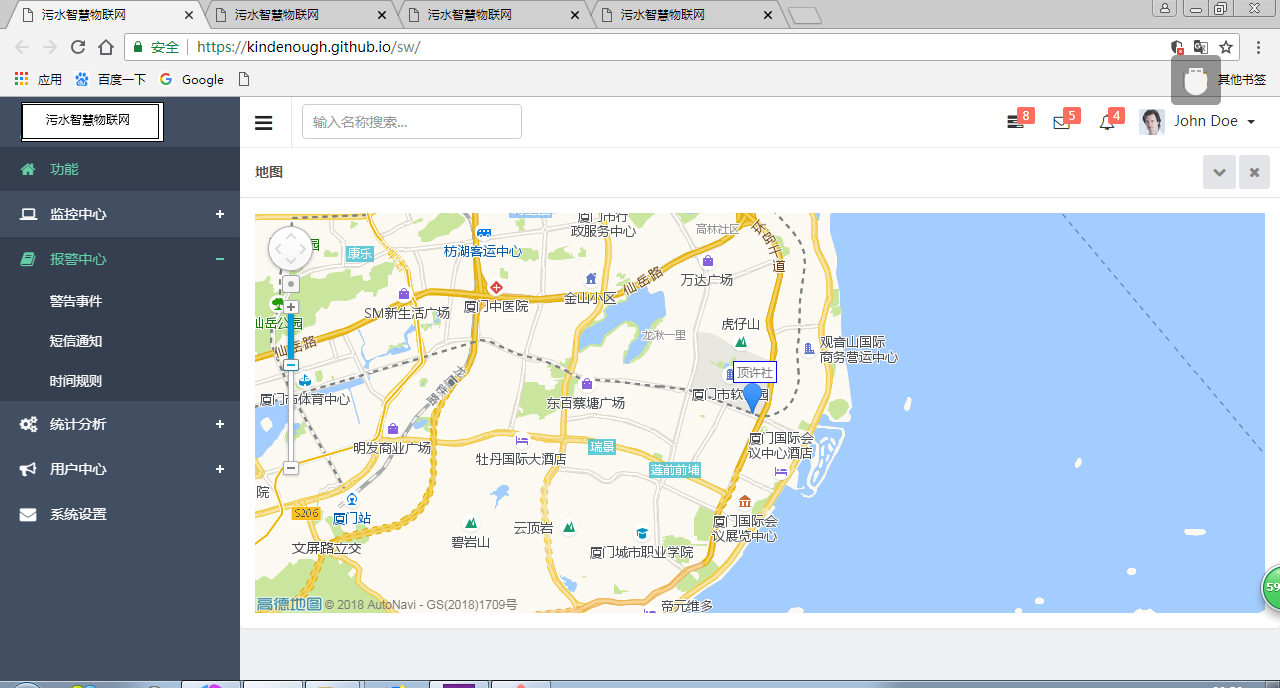 污水智慧物联网
污水智慧物联网
污水智慧物联网
污水智慧物联网
安全
https://kindenough.github.io/sw/
应用
百度一下
Google
其他书签
污水智慧物联网
输入名称搜索...
8
5
4
John Doe
功能
监控中心
报警中心
警告事件
短信通知
时间规则
统计分析
用户中心
系统设置
地图
厦门市行
政服务中心
高林社区
康乐
枋湖客运中心
仙岳路
万达广场
道
SM新生活广场
厦门中医院
金山小区
仙岳公园
虎仔山
龙湫一里
仙岳路
观音山国际
商务营运中心
顶许社
厦门市体育中心
东百蔡塘广场
明发商业广场
瑞景
厦门国际会
议中心酒店
牡丹国际大酒店
莲前前埔
院
S206
厦门站
云顶岩
厦门国际会
议展览中心
文屏路立交
碧岩山
厦门城市职业学院
帝元维多
高德地图 © 2018 AutoNavi - GS(2018)1709号
59